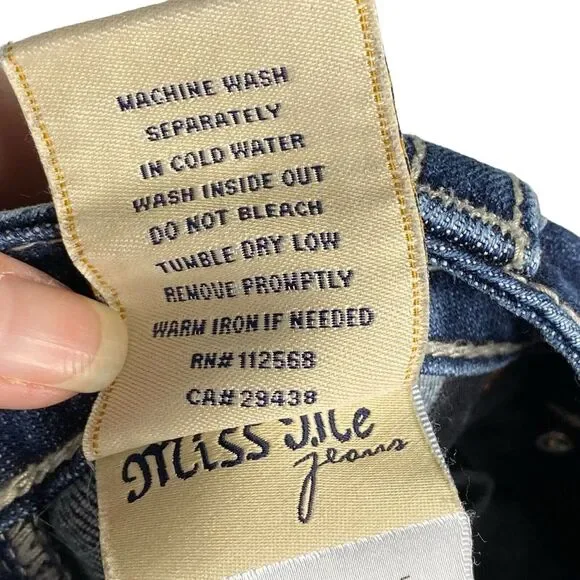 MACHINE WASH
SEPARATELY
IN COLD WATER
WASH INSIDE OUT
DO NOT BLEACH
TUMBLE DRY LOW
REMOVE PROMPTLY
WARM IRON IF NEEDED
RN# 112568
CA# 29438
Miss Me
jeans